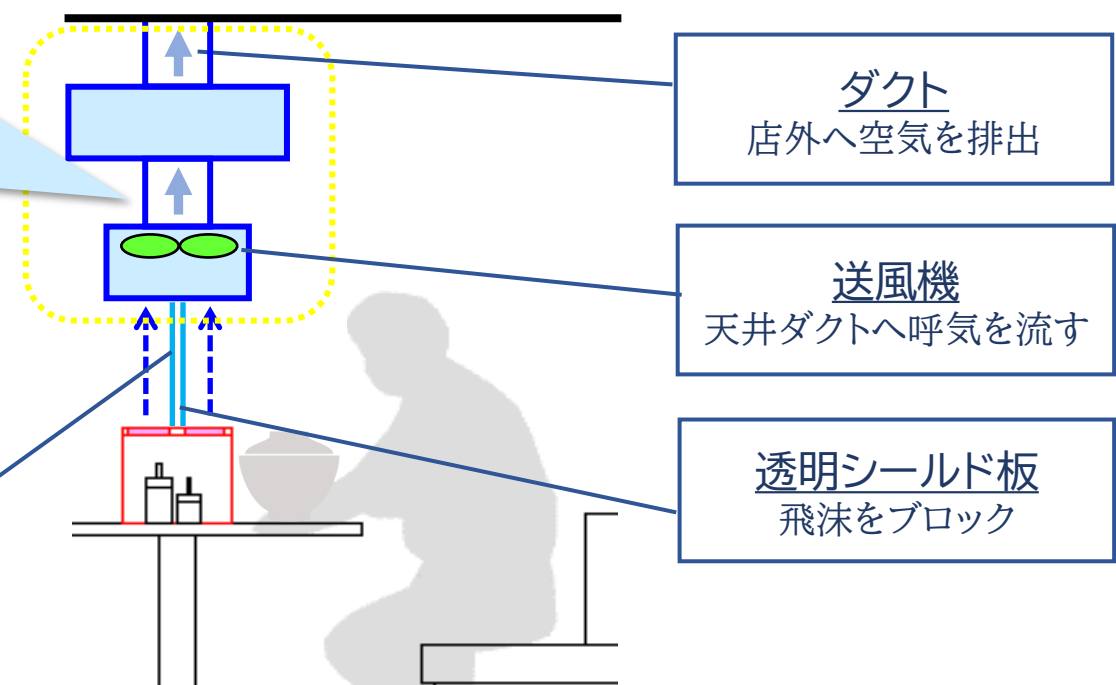 ダクト
店外へ空気を排出
送風機
天井ダクトへ呼気を流す
透明シールド板
飛沫をブロック